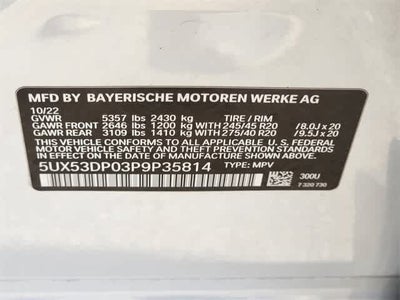 MFD BY BAYERISCHE MOTOREN WERKE AG
10/22
GVWR 5357 lbs 2430 kg TIRE / RIM
GAWR FRONT 2646 lbs 1200 kg 245/45 R20 /8.0J x 20
GAWR REAR 3109 lbs 1410 kg 275/40 R20 /9.5J x 20
THIS VEHICLE CONFORMS TO ALL APPLICABLE U.S. FEDERAL
MOTOR VEHICLE SAFETY, BUMPER, AND
THEFT PREVENTION STANDARDS IN EFFECT ON THE
DATE OF MANUFACTURE SHOWN ABOVE.
5UX53DP03P9P35814 TYPE: MPV
300U
7 320 730